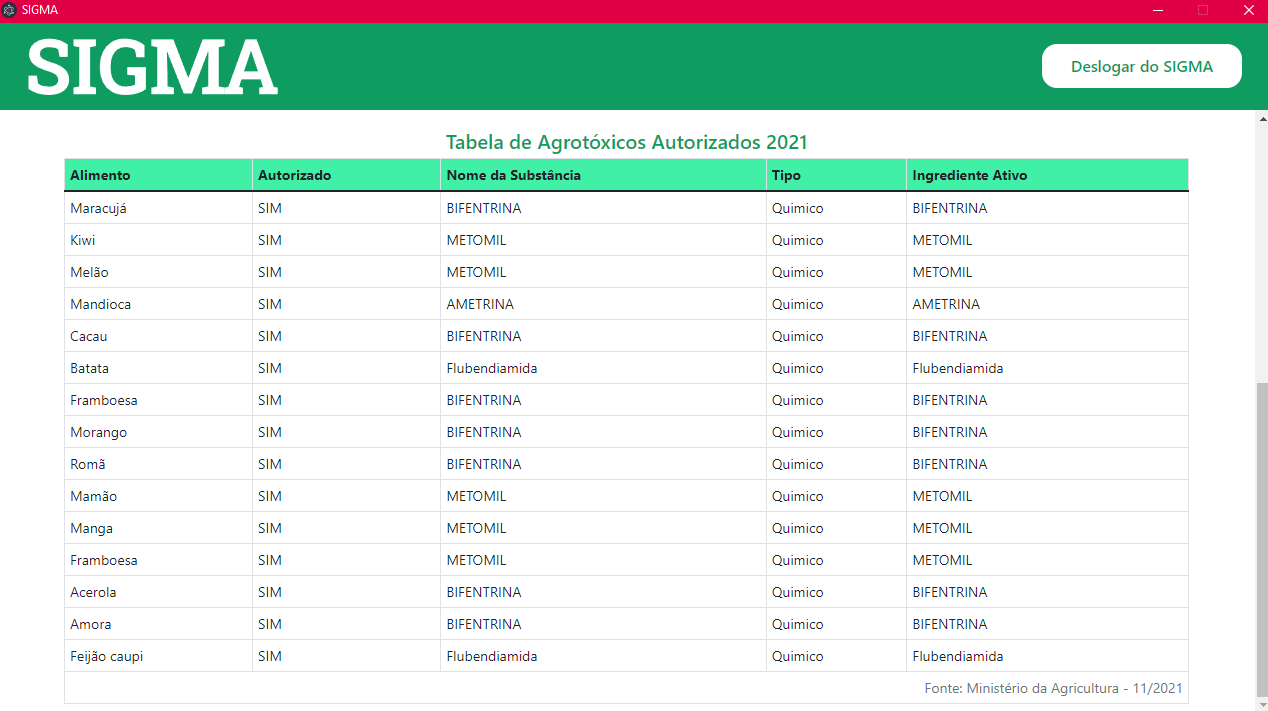 SIGMA
SIGMA
Deslogar do SIGMA
Tabela de Agrotóxicos Autorizados 2021
Alimento Autorizado Nome da Substância Tipo Ingrediente Ativo
Maracujá SIM BIFENTRINA Quimico BIFENTRINA
Kiwi SIM METOMIL Quimico METOMIL
Melão SIM METOMIL Quimico METOMIL
Mandioca SIM AMETRINA Quimico AMETRINA
Cacau SIM BIFENTRINA Quimico BIFENTRINA
Batata SIM Flubendiamida Quimico Flubendiamida
Framboesa SIM BIFENTRINA Quimico BIFENTRINA
Morango SIM BIFENTRINA Quimico BIFENTRINA
Romã SIM BIFENTRINA Quimico BIFENTRINA
Mamão SIM METOMIL Quimico METOMIL
Manga SIM METOMIL Quimico METOMIL
Framboesa SIM METOMIL Quimico METOMIL
Acerola SIM BIFENTRINA Quimico BIFENTRINA
Amora SIM BIFENTRINA Quimico BIFENTRINA
Feijão caupi SIM Flubendiamida Quimico Flubendiamida
Fonte: Ministério da Agricultura - 11/2021